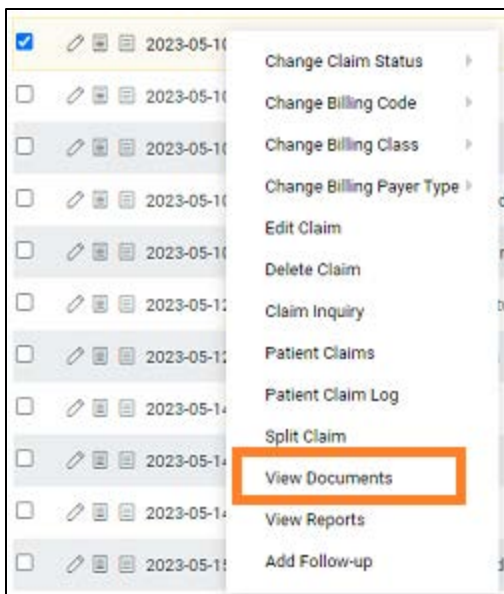 2023-05-10
Change Claim Status
2023-05-10
Change Billing Code
2023-05-10
Change Billing Class
2023-05-10
Change Billing Payer Type
Edit Claim
2023-05-10
Delete Claim
2023-05-12
Claim Inquiry
2023-05-12
Patient Claims
2023-05-14
Patient Claim Log
Split Claim
2023-05-14
View Documents
2023-05-14
View Reports
2023-05-15
Add Follow-up